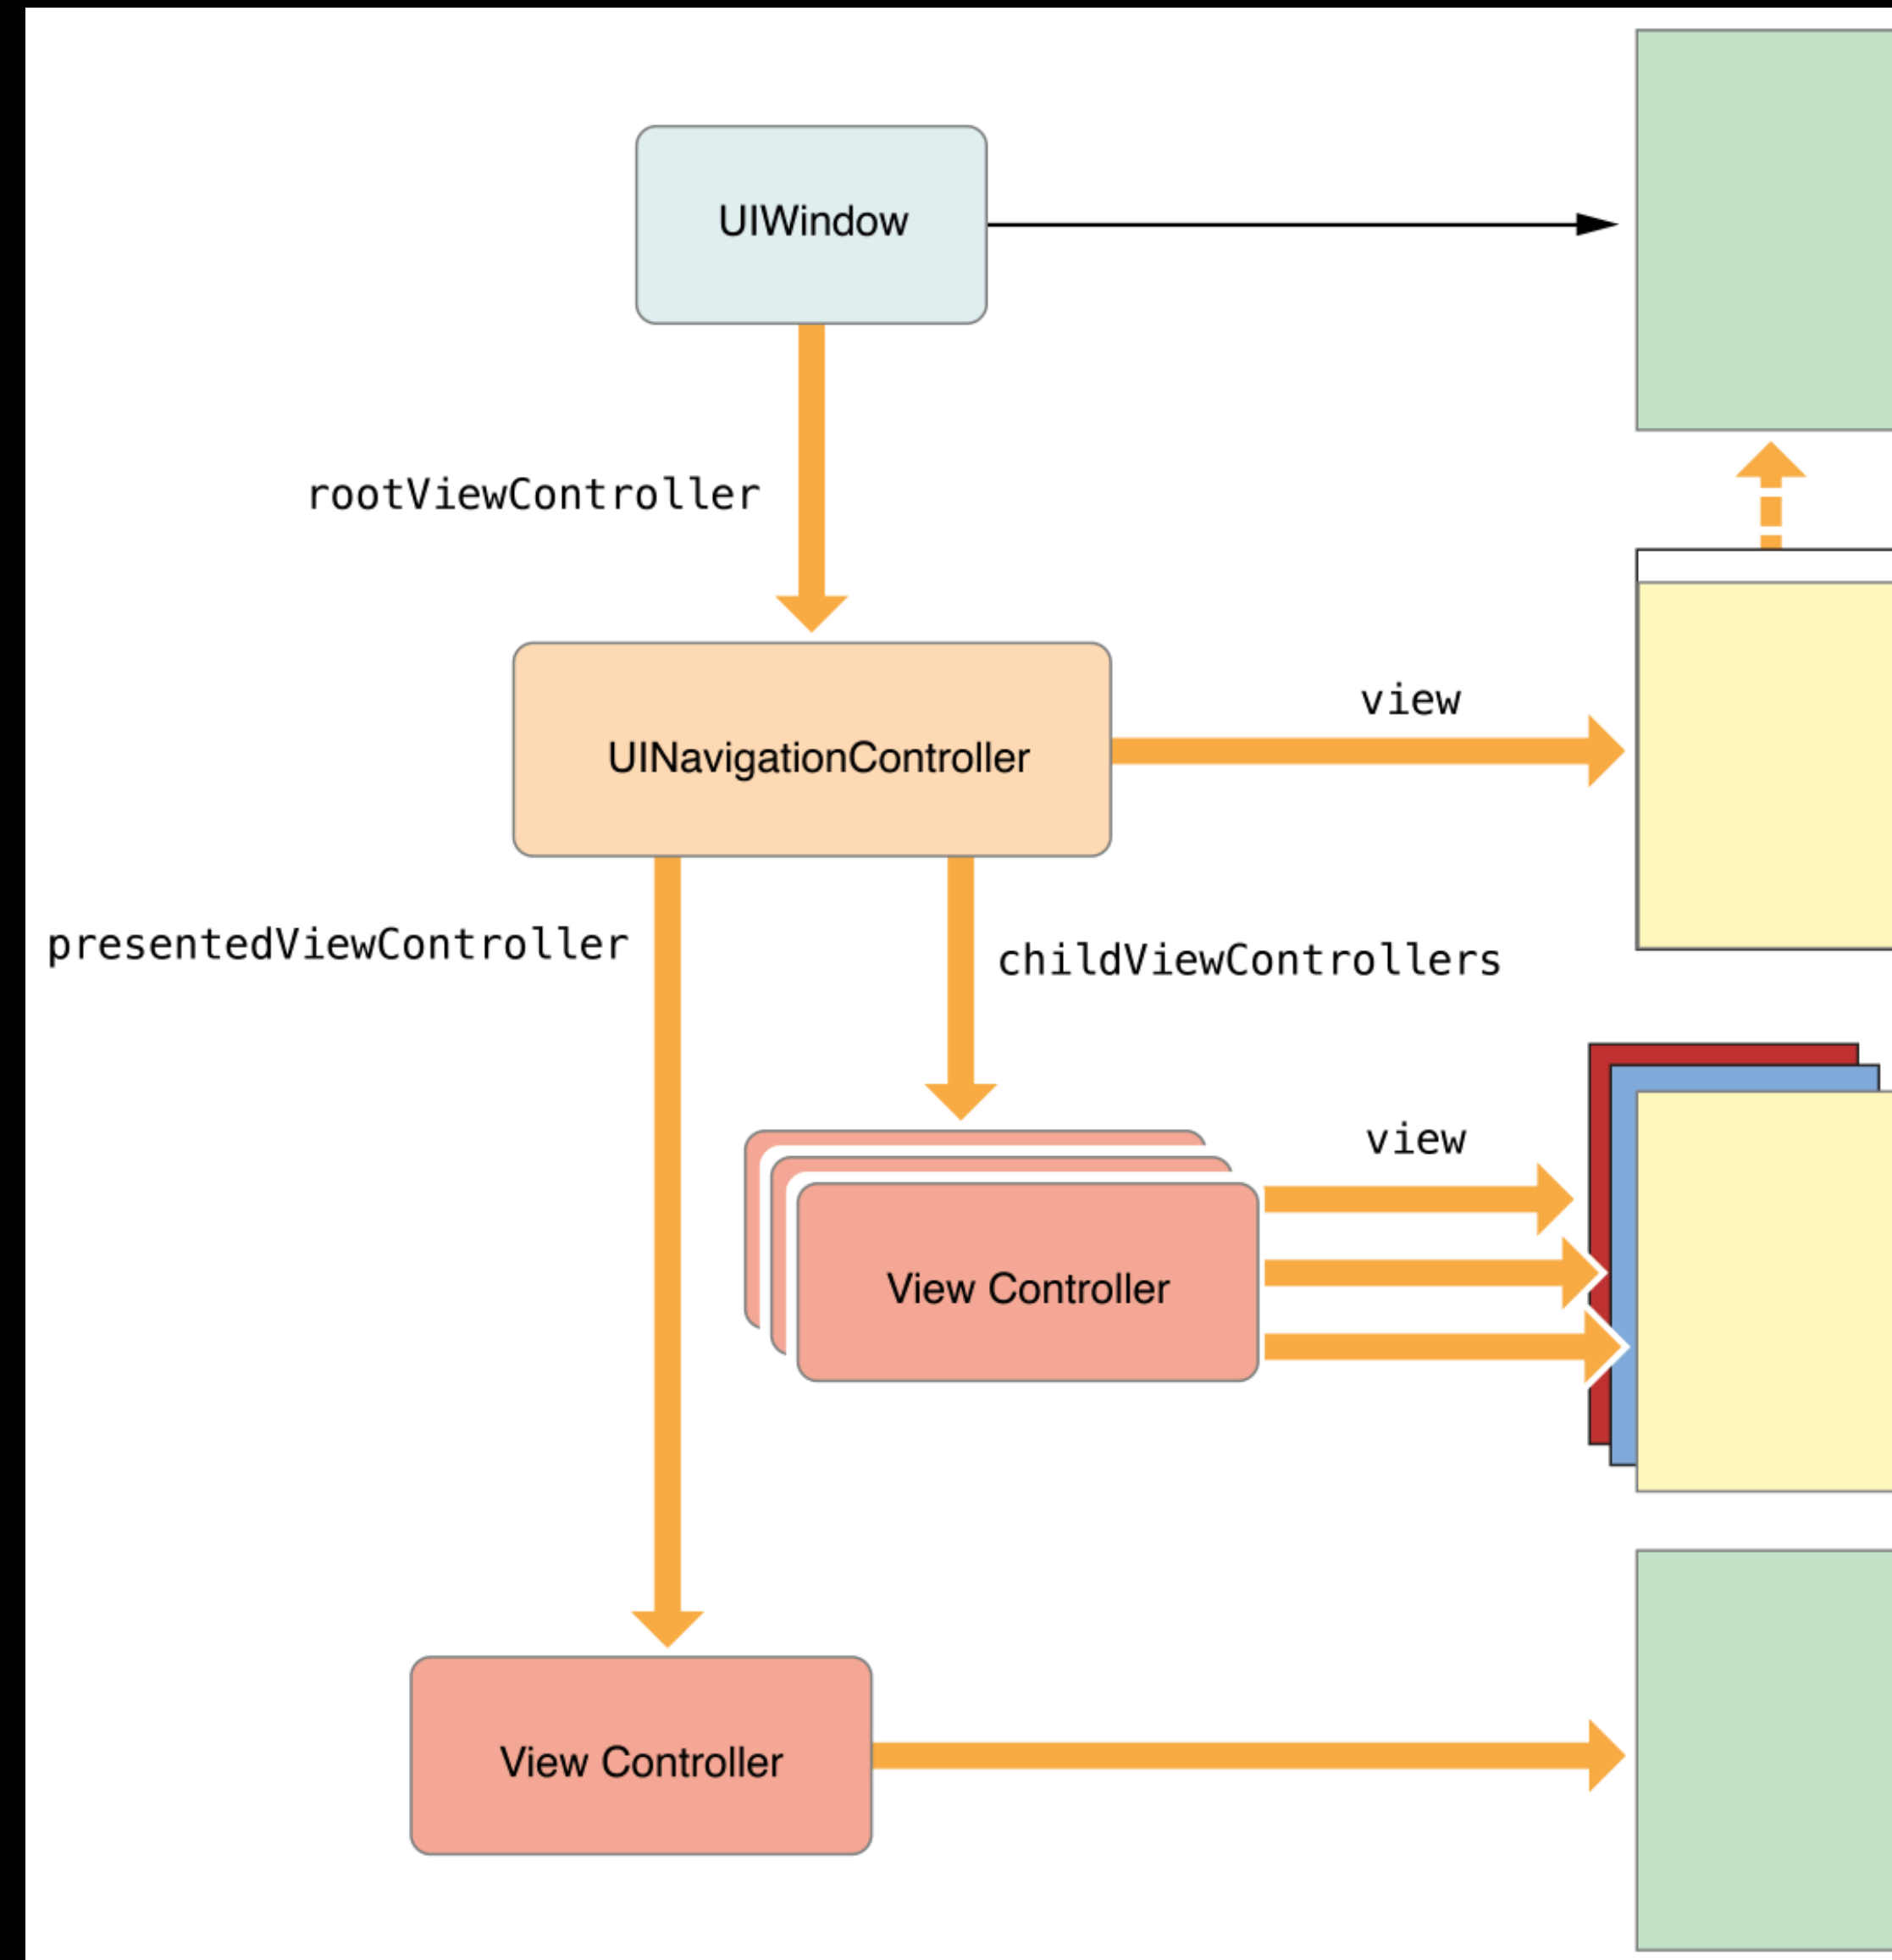 UIWindow
rootViewController
view
UINavigationController
presentedViewController
childViewControllers
view
View Controller
View Controller